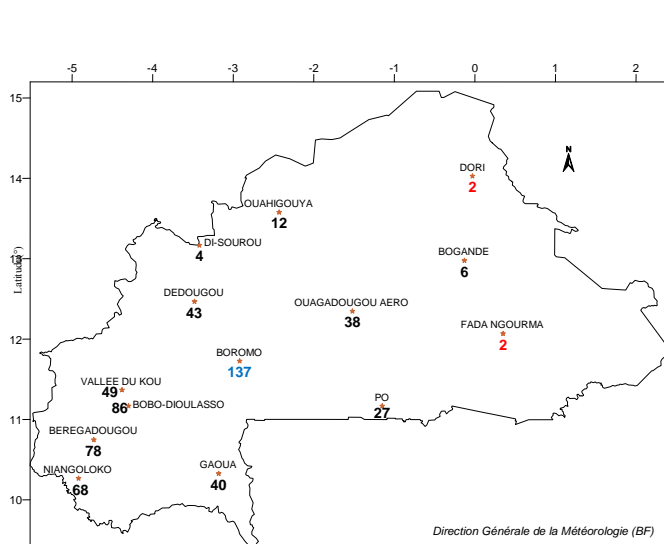 -5 -4 -3 -2 -1 0 1 2
15
N
DORI
14
2
OUAHIGOUYA
12
DI-SOUROU
13
4
BOGANDE
6
Latitude(°)
DEDOUGOU
43
OUAGADOUGOU AERO
38
FADA NGOURMA
2
12
BOROMO
137
VALLEE DU KOU
49
86 BOBO-DIOULASSO
PO
27
11
BEREGADOUGOU
78
NIANGOLOKO
68
GAOUA
40
10
Direction Générale de la Météorologie (BF)